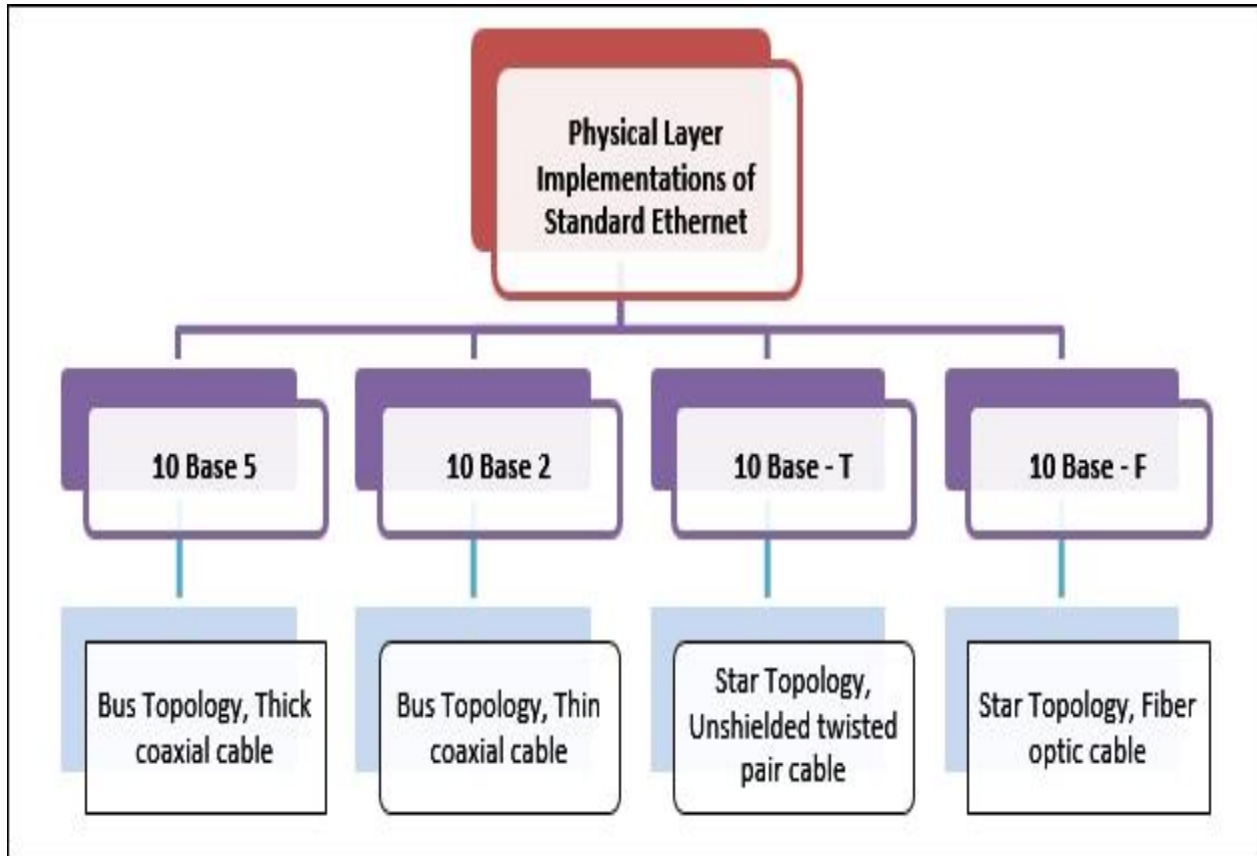 Physical Layer
Implementations of
Standard Ethernet
10 Base 5
10 Base 2
10 Base - T
10 Base - F
Bus Topology, Thick
coaxial cable
Bus Topology, Thin
coaxial cable
Star Topology,
Unshielded twisted
pair cable
Star Topology, Fiber
optic cable